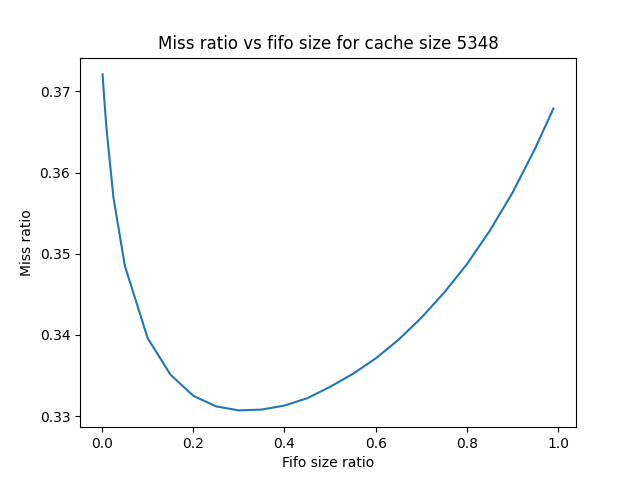 Miss ratio vs fifo size for cache size 5348
0.37
0.36
0.35
0.34
0.33
Miss ratio
0.0 0.2 0.4 0.6 0.8 1.0
Fifo size ratio